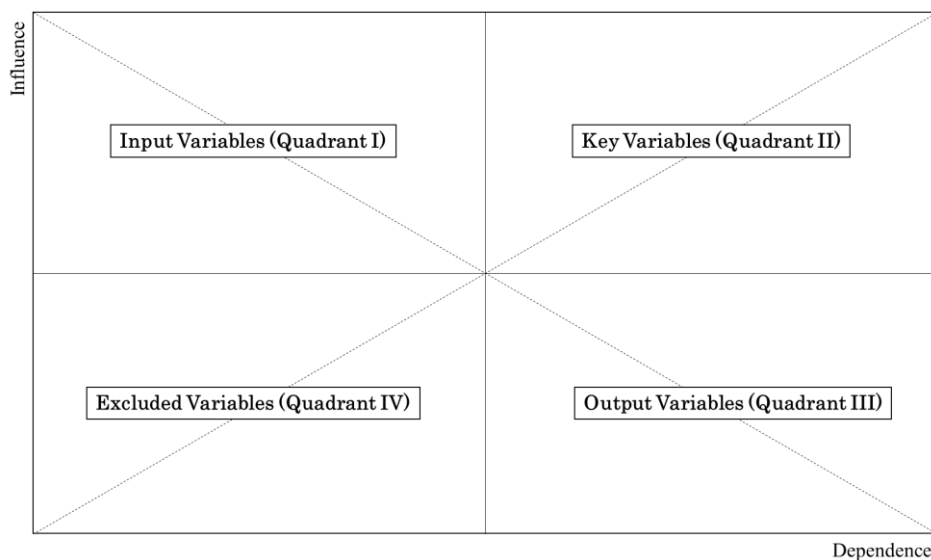 Influence
Input Variables (Quadrant I)
Key Variables (Quadrant II)
Excluded Variables (Quadrant IV)
Output Variables (Quadrant III)
Dependence